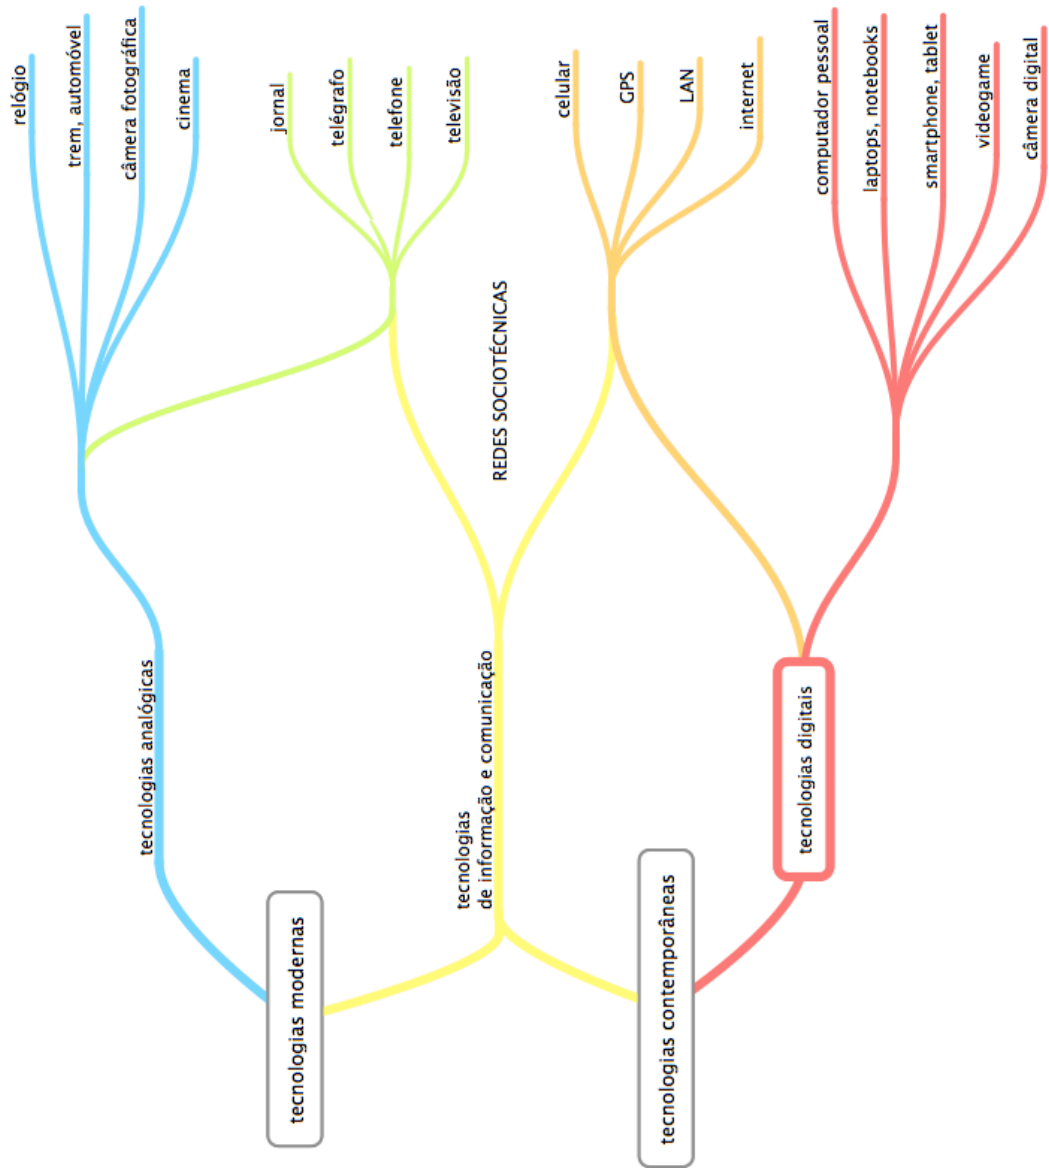 tecnologias modernas
tecnologias analógicas
relógio
trem, automóvel
câmera fotográfica
cinema
jornal
telégrafo
telefone
televisão
tecnologias
de informação e comunicação
REDES SOCIOTÉCNICAS
celular
GPS
LAN
internet
tecnologias contemporâneas
tecnologias digitais
computador pessoal
laptops, notebooks
smartphone, tablet
videogame
câmera digital